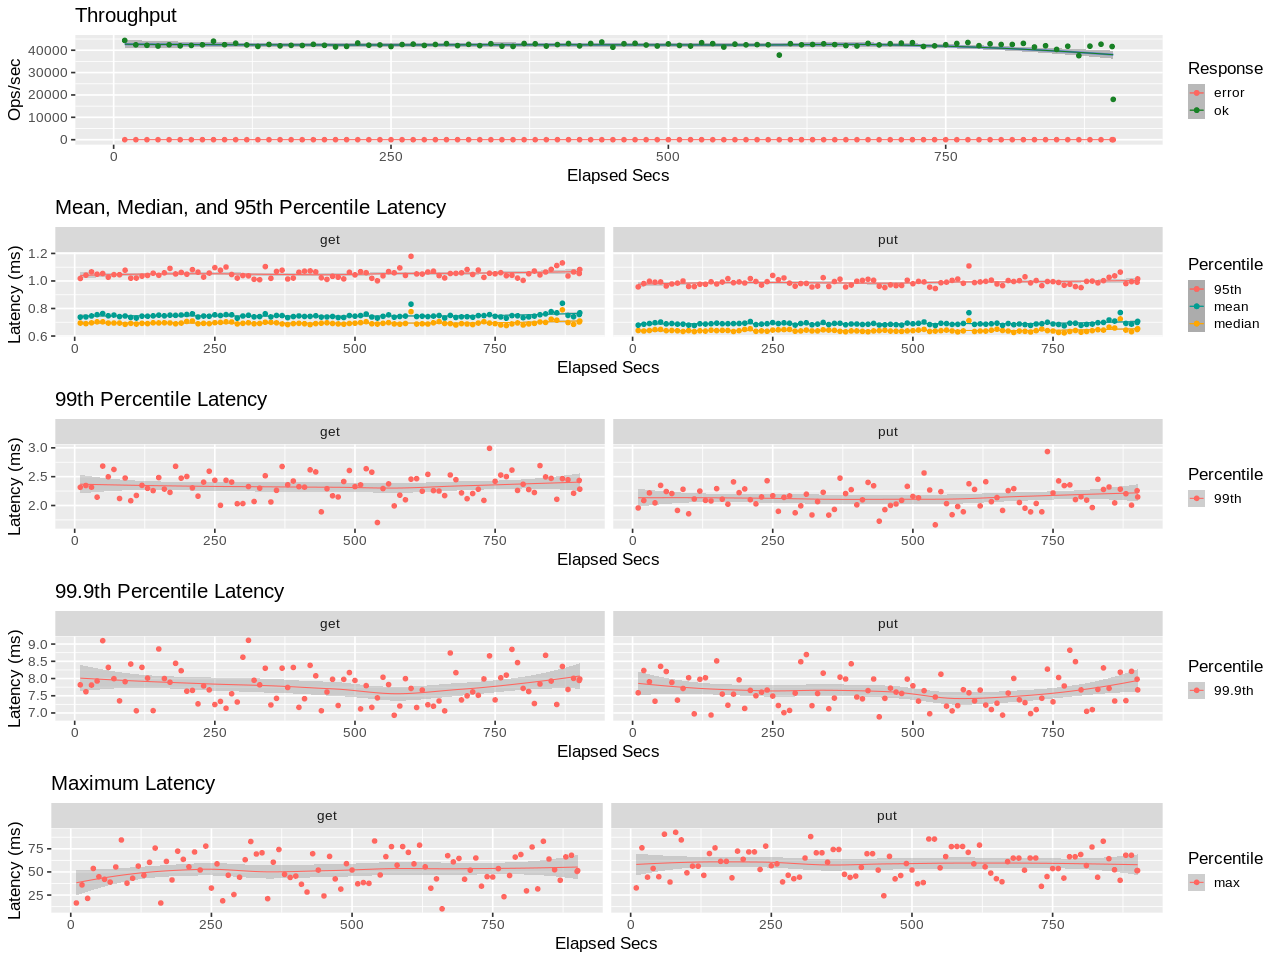 Throughput
Ops/sec
40000
30000
20000
10000
0
0 250 500 750
Elapsed Secs
Response
error
ok
Mean, Median, and 95th Percentile Latency
get put
Latency (ms)
1.2
1.0
0.8
0.6
0 250 500 750 0 250 500 750
Elapsed Secs
Percentile
95th
mean
median
99th Percentile Latency
get put
Latency (ms)
3.0
2.5
2.0
0 250 500 750 0 250 500 750
Elapsed Secs
Percentile
99th
99.9th Percentile Latency
get put
Latency (ms)
9.0
8.5
8.0
7.5
7.0
0 250 500 750 0 250 500 750
Elapsed Secs
Percentile
99.9th
Maximum Latency
get put
Latency (ms)
75
50
25
0 250 500 750 0 250 500 750
Elapsed Secs
Percentile
max